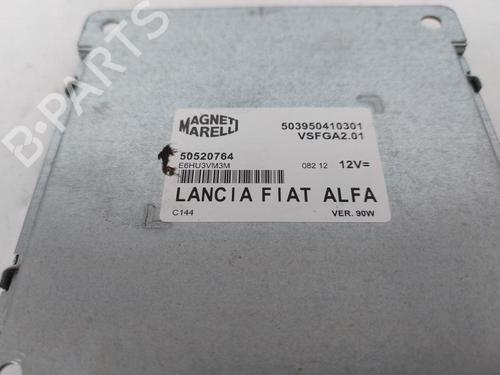 B-PARTS
MAGNETI
MARELLI
503950410301
VSFGA2.01
50520764
E6HU3VM3M
082 12 12V=
LANCIA FIAT ALFA
C144 VER. 90W